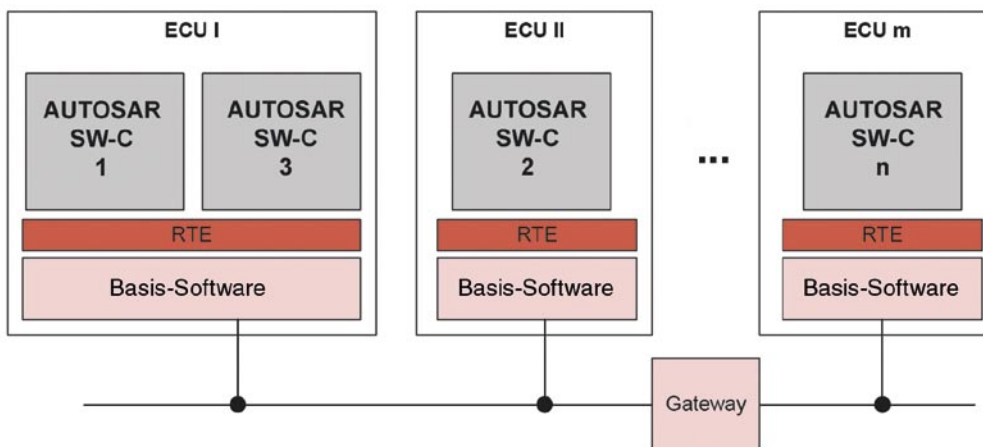 ECU I
AUTOSAR
SW-C
1
AUTOSAR
SW-C
3
RTE
Basis-Software
ECU II
AUTOSAR
SW-C
2
RTE
Basis-Software
...
ECU m
AUTOSAR
SW-C
n
RTE
Basis-Software
Gateway